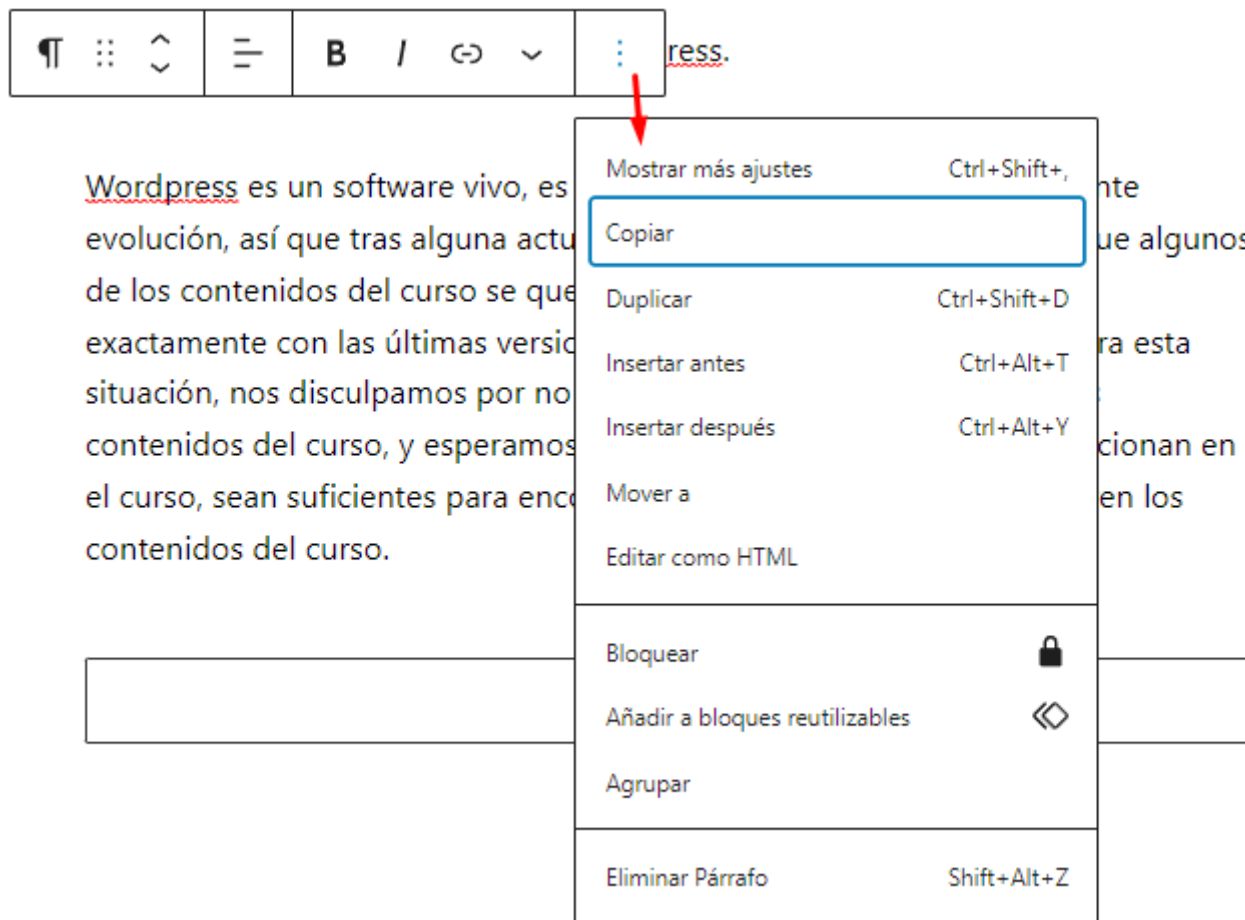 B I
ress.
Mostrar más ajustes Ctrl+Shift+,
Wordpress es un software vivo, es nte
Copiar
evolución, así que tras alguna actu ue algunos
de los contenidos del curso se que
Duplicar Ctrl+Shift+D
exactamente con las últimas versio ra esta
Insertar antes Ctrl+Alt+T
situación, nos disculpamos por no
Insertar después Ctrl+Alt+Y
contenidos del curso, y esperamos cionan en
Mover a
el curso, sean suficientes para enco en los
contenidos del curso.
Editar como HTML
Bloquear
Añadir a bloques reutilizables
Agrupar
Eliminar Párrafo Shift+Alt+Z